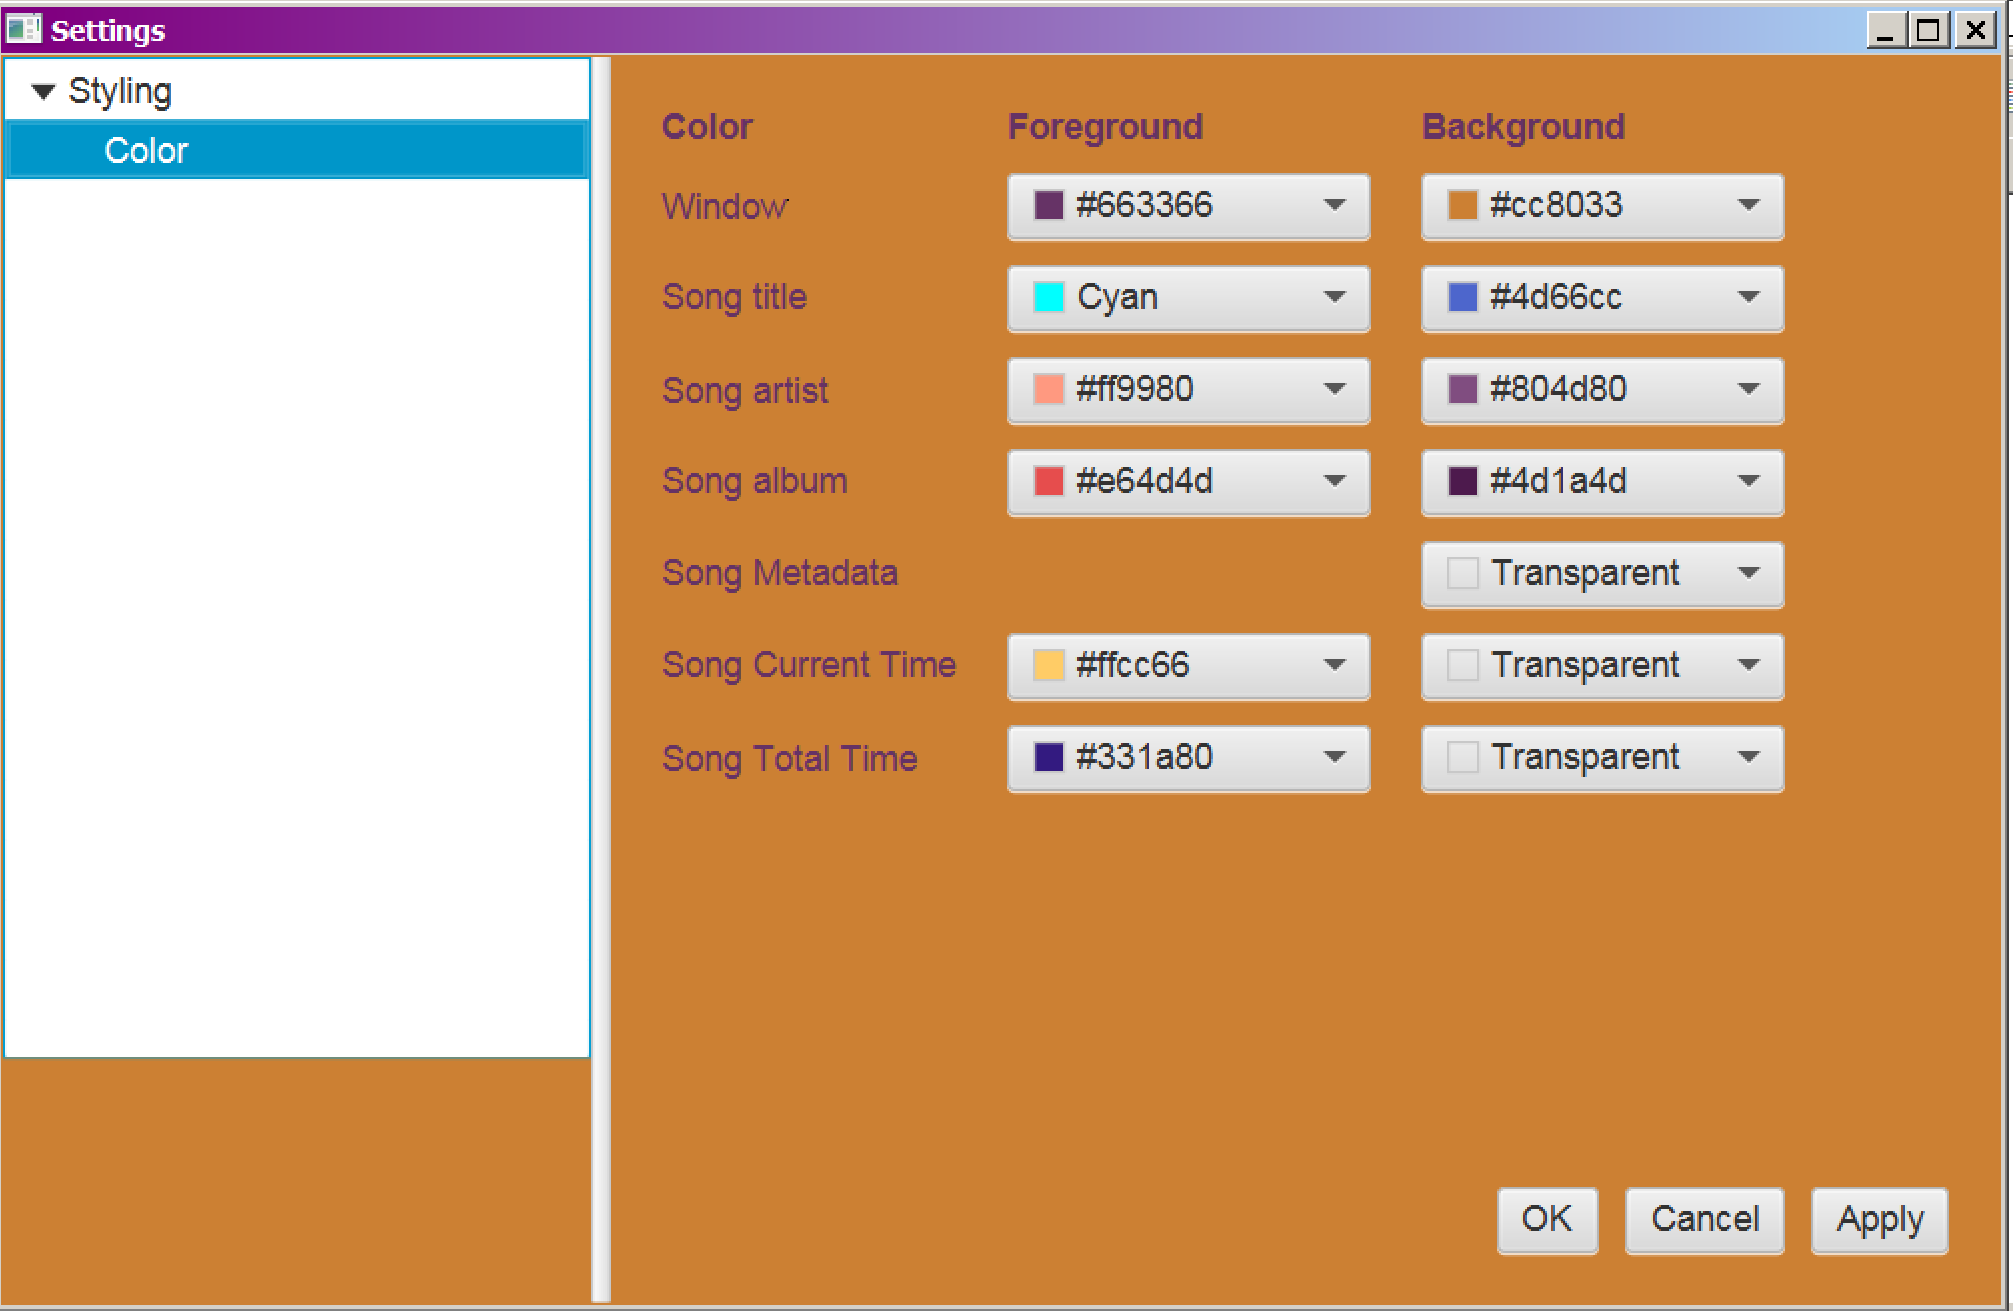 Settings
Styling
Color
Color Foreground Background
Window #663366 #cc8033
Song title Cyan #4d66cc
Song artist #ff9980 #804d80
Song album #e64d4d #4d1a4d
Song Metadata Transparent
Song Current Time #ffcc66 Transparent
Song Total Time #331a80 Transparent
OK Cancel Apply